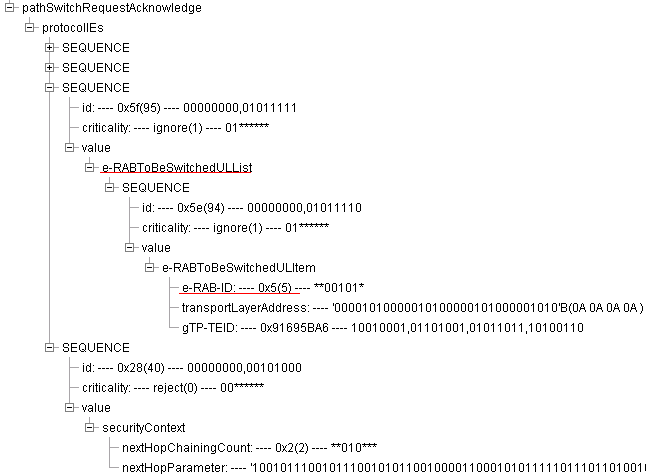 pathSwitchRequestAcknowledge
protocolIEs
SEQUENCE
SEQUENCE
SEQUENCE
id: ---- 0x5f(95) ---- 00000000,01011111
criticality: ---- ignore(1) ---- 01******
value
e-RABToBeSwitchedULList
SEQUENCE
id: ---- 0x5e(94) ---- 00000000,01011110
criticality: ---- ignore(1) ---- 01******
value
e-RABToBeSwitchedULItem
e-RAB-ID: ---- 0x5(5) ---- **00101*
transportLayerAddress: ---- '00001010000010100000101000001010'B(0A 0A 0A 0A )
gTP-TEID: ---- 0x91695BA6 ---- 10010001,01101001,01011011,10100110
SEQUENCE
id: ---- 0x28(40) ---- 00000000,00101000
criticality: ---- reject(0) ---- 00******
value
securityContext
nextHopChainingCount: ---- 0x2(2) ---- **010***
nextHopParameter: ----